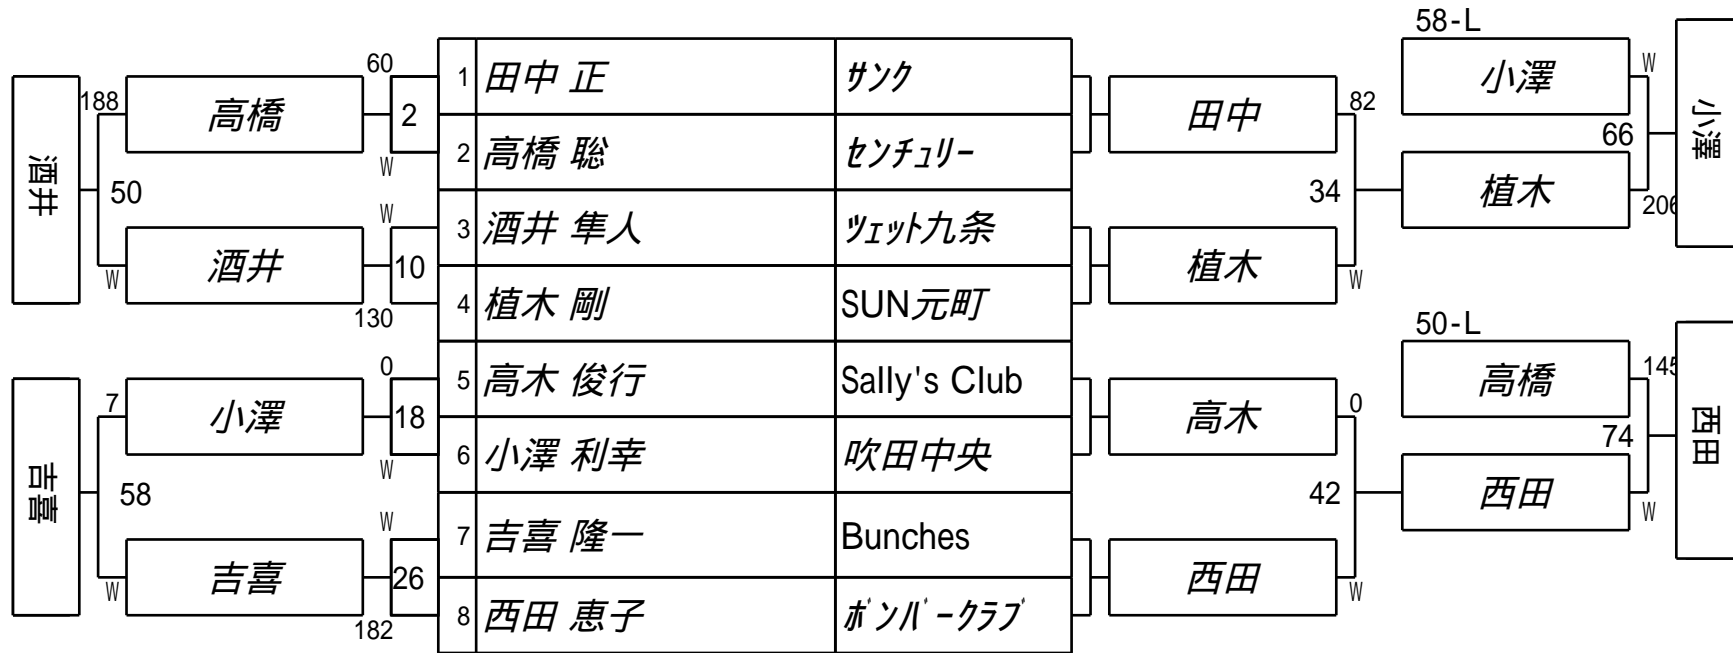 58-L
60
1 田中 正 サンク
W
188
高橋
2
田中
82
小澤
小澤
2 高橋 聡 センチュリー
W
66
酒井
50
W
34
植木
206
3 酒井 隼人 ツェット九条
酒井
10
植木
W
W
4 植木 剛 SUN元町
130
50-L
0
5 高木 俊行 Sally's Club
145
7
小澤
18
高木
0
高橋
西田
6 小澤 利幸 吹田中央
W
74
吉喜
58
42
西田
W
W
7 吉喜 隆一 Bunches
吉喜
26
西田
W
W
8 西田 恵子 ボンバークラブ
182